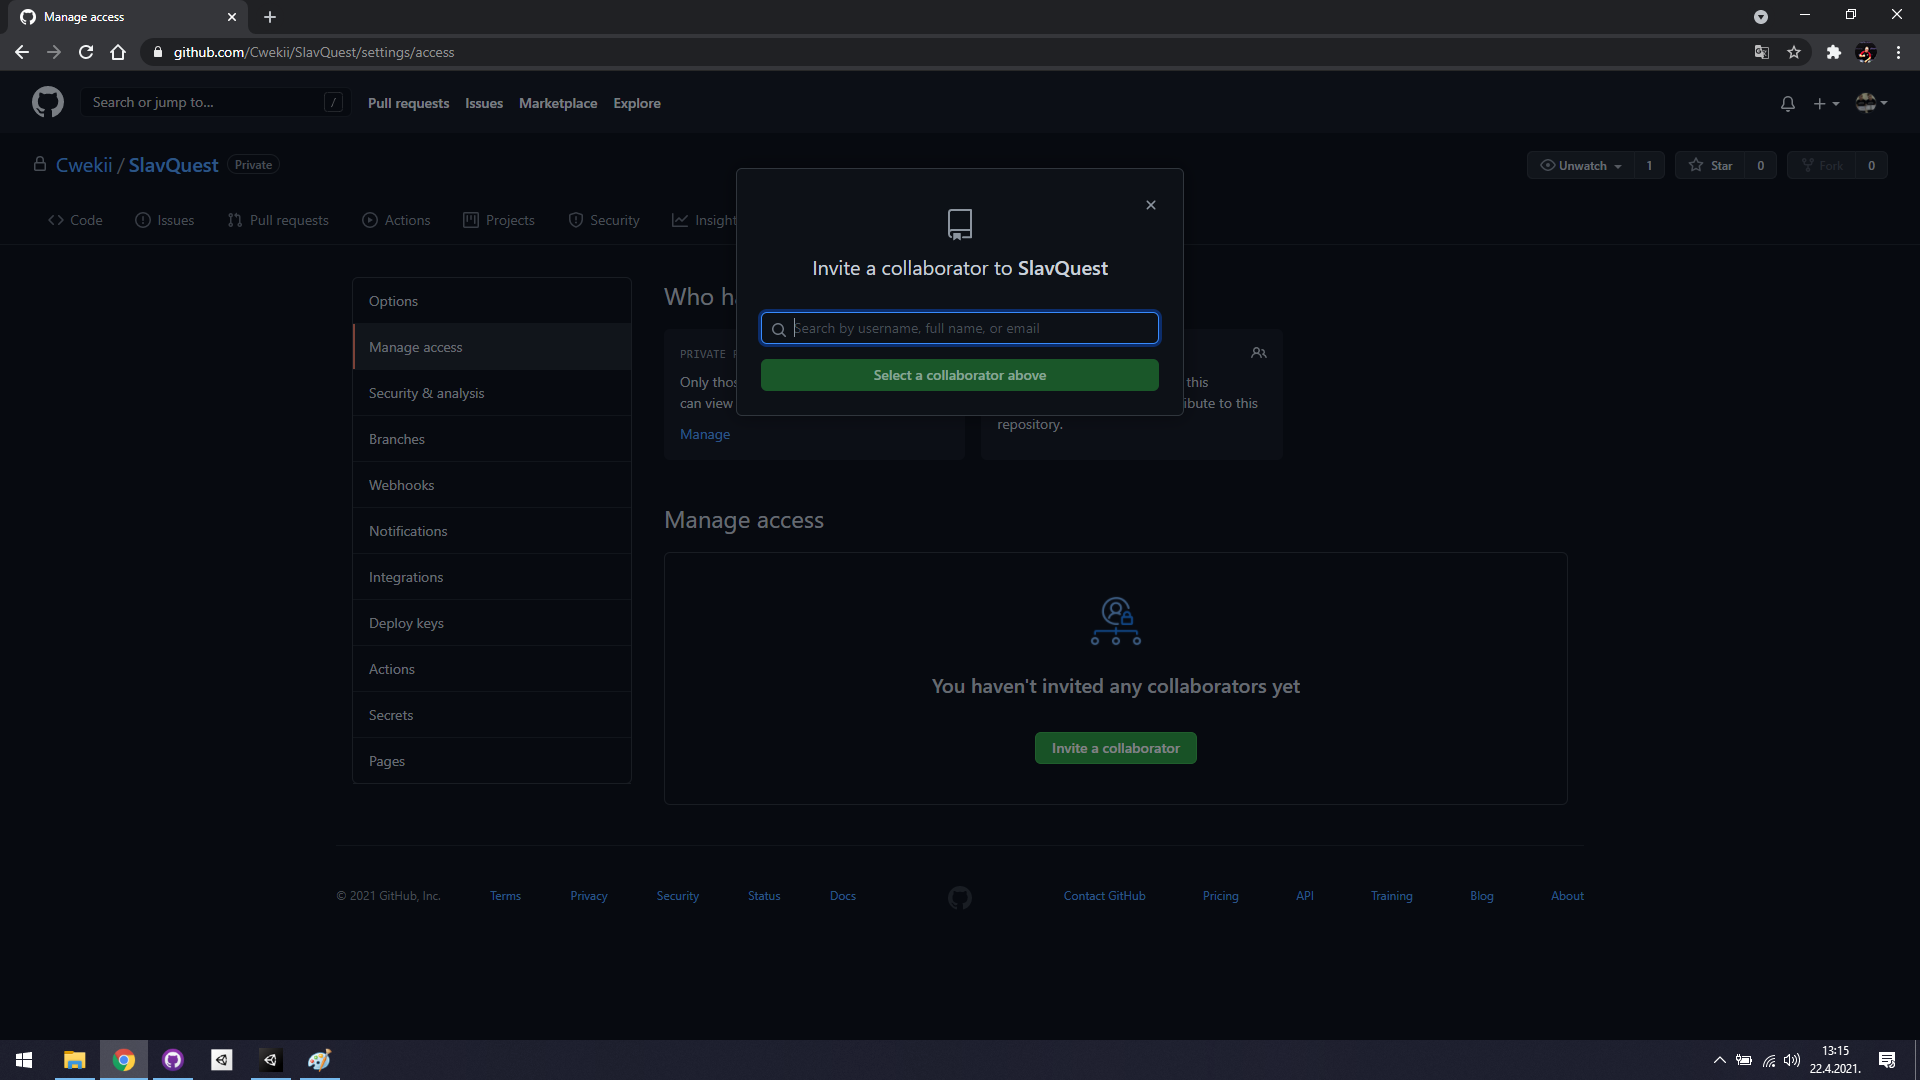 Manage access
github.com/Cwekii/SlavQuest/settings/access
Search or jump to...
/
Pull requests
Issues
Marketplace
Explore
Cwekii / SlavQuest
Private
Unwatch
1
Star
0
Fork
0
Code
Issues
Pull requests
Actions
Projects
Security
Insight
Invite a collaborator to SlavQuest
Search by username, full name, or email
Select a collaborator above
Options
Manage access
Security & analysis
Branches
Webhooks
Notifications
Integrations
Deploy keys
Actions
Secrets
Pages
Who ha
PRIVATE
Only thos
can view
Manage
this
ibute to this
repository.
Manage access
You haven't invited any collaborators yet
Invite a collaborator
© 2021 GitHub, Inc.
Terms
Privacy
Security
Status
Docs
Contact GitHub
Pricing
API
Training
Blog
About
13:15
22.4.2021.